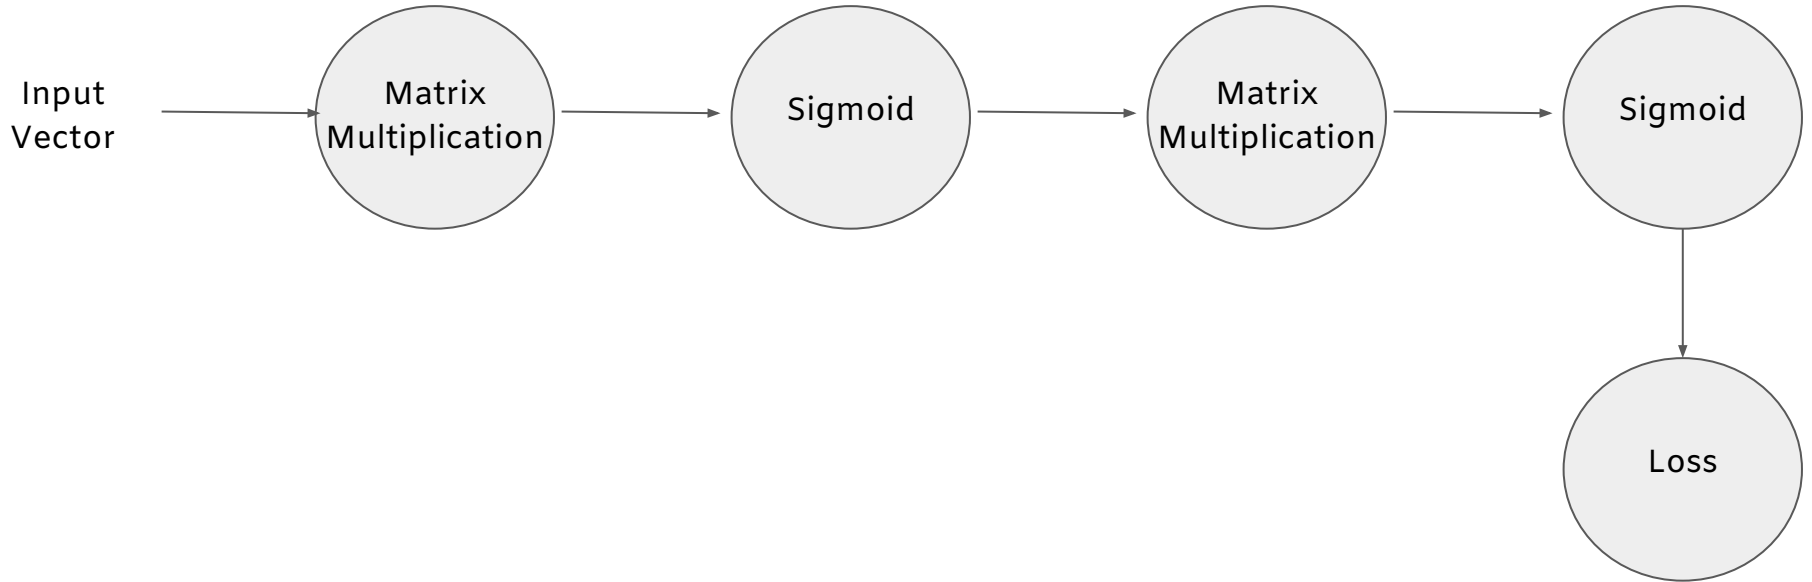 Input
Vector
Matrix
Multiplication
Sigmoid
Matrix
Multiplication
Sigmoid
Loss